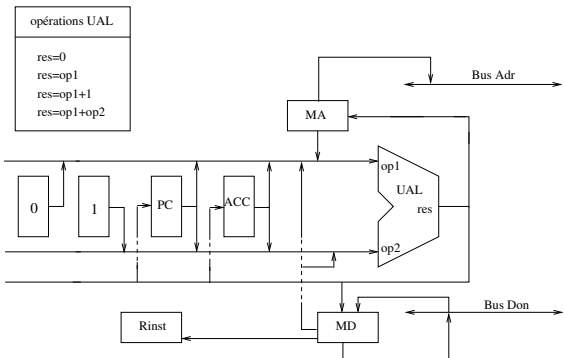 opérations UAL
res=0
res=op1
res=op1+1
res=op1+op2
Bus Adr
MA
op1
0
1
PC
ACC
UAL
res
op2
Rinst
MD
Bus Don